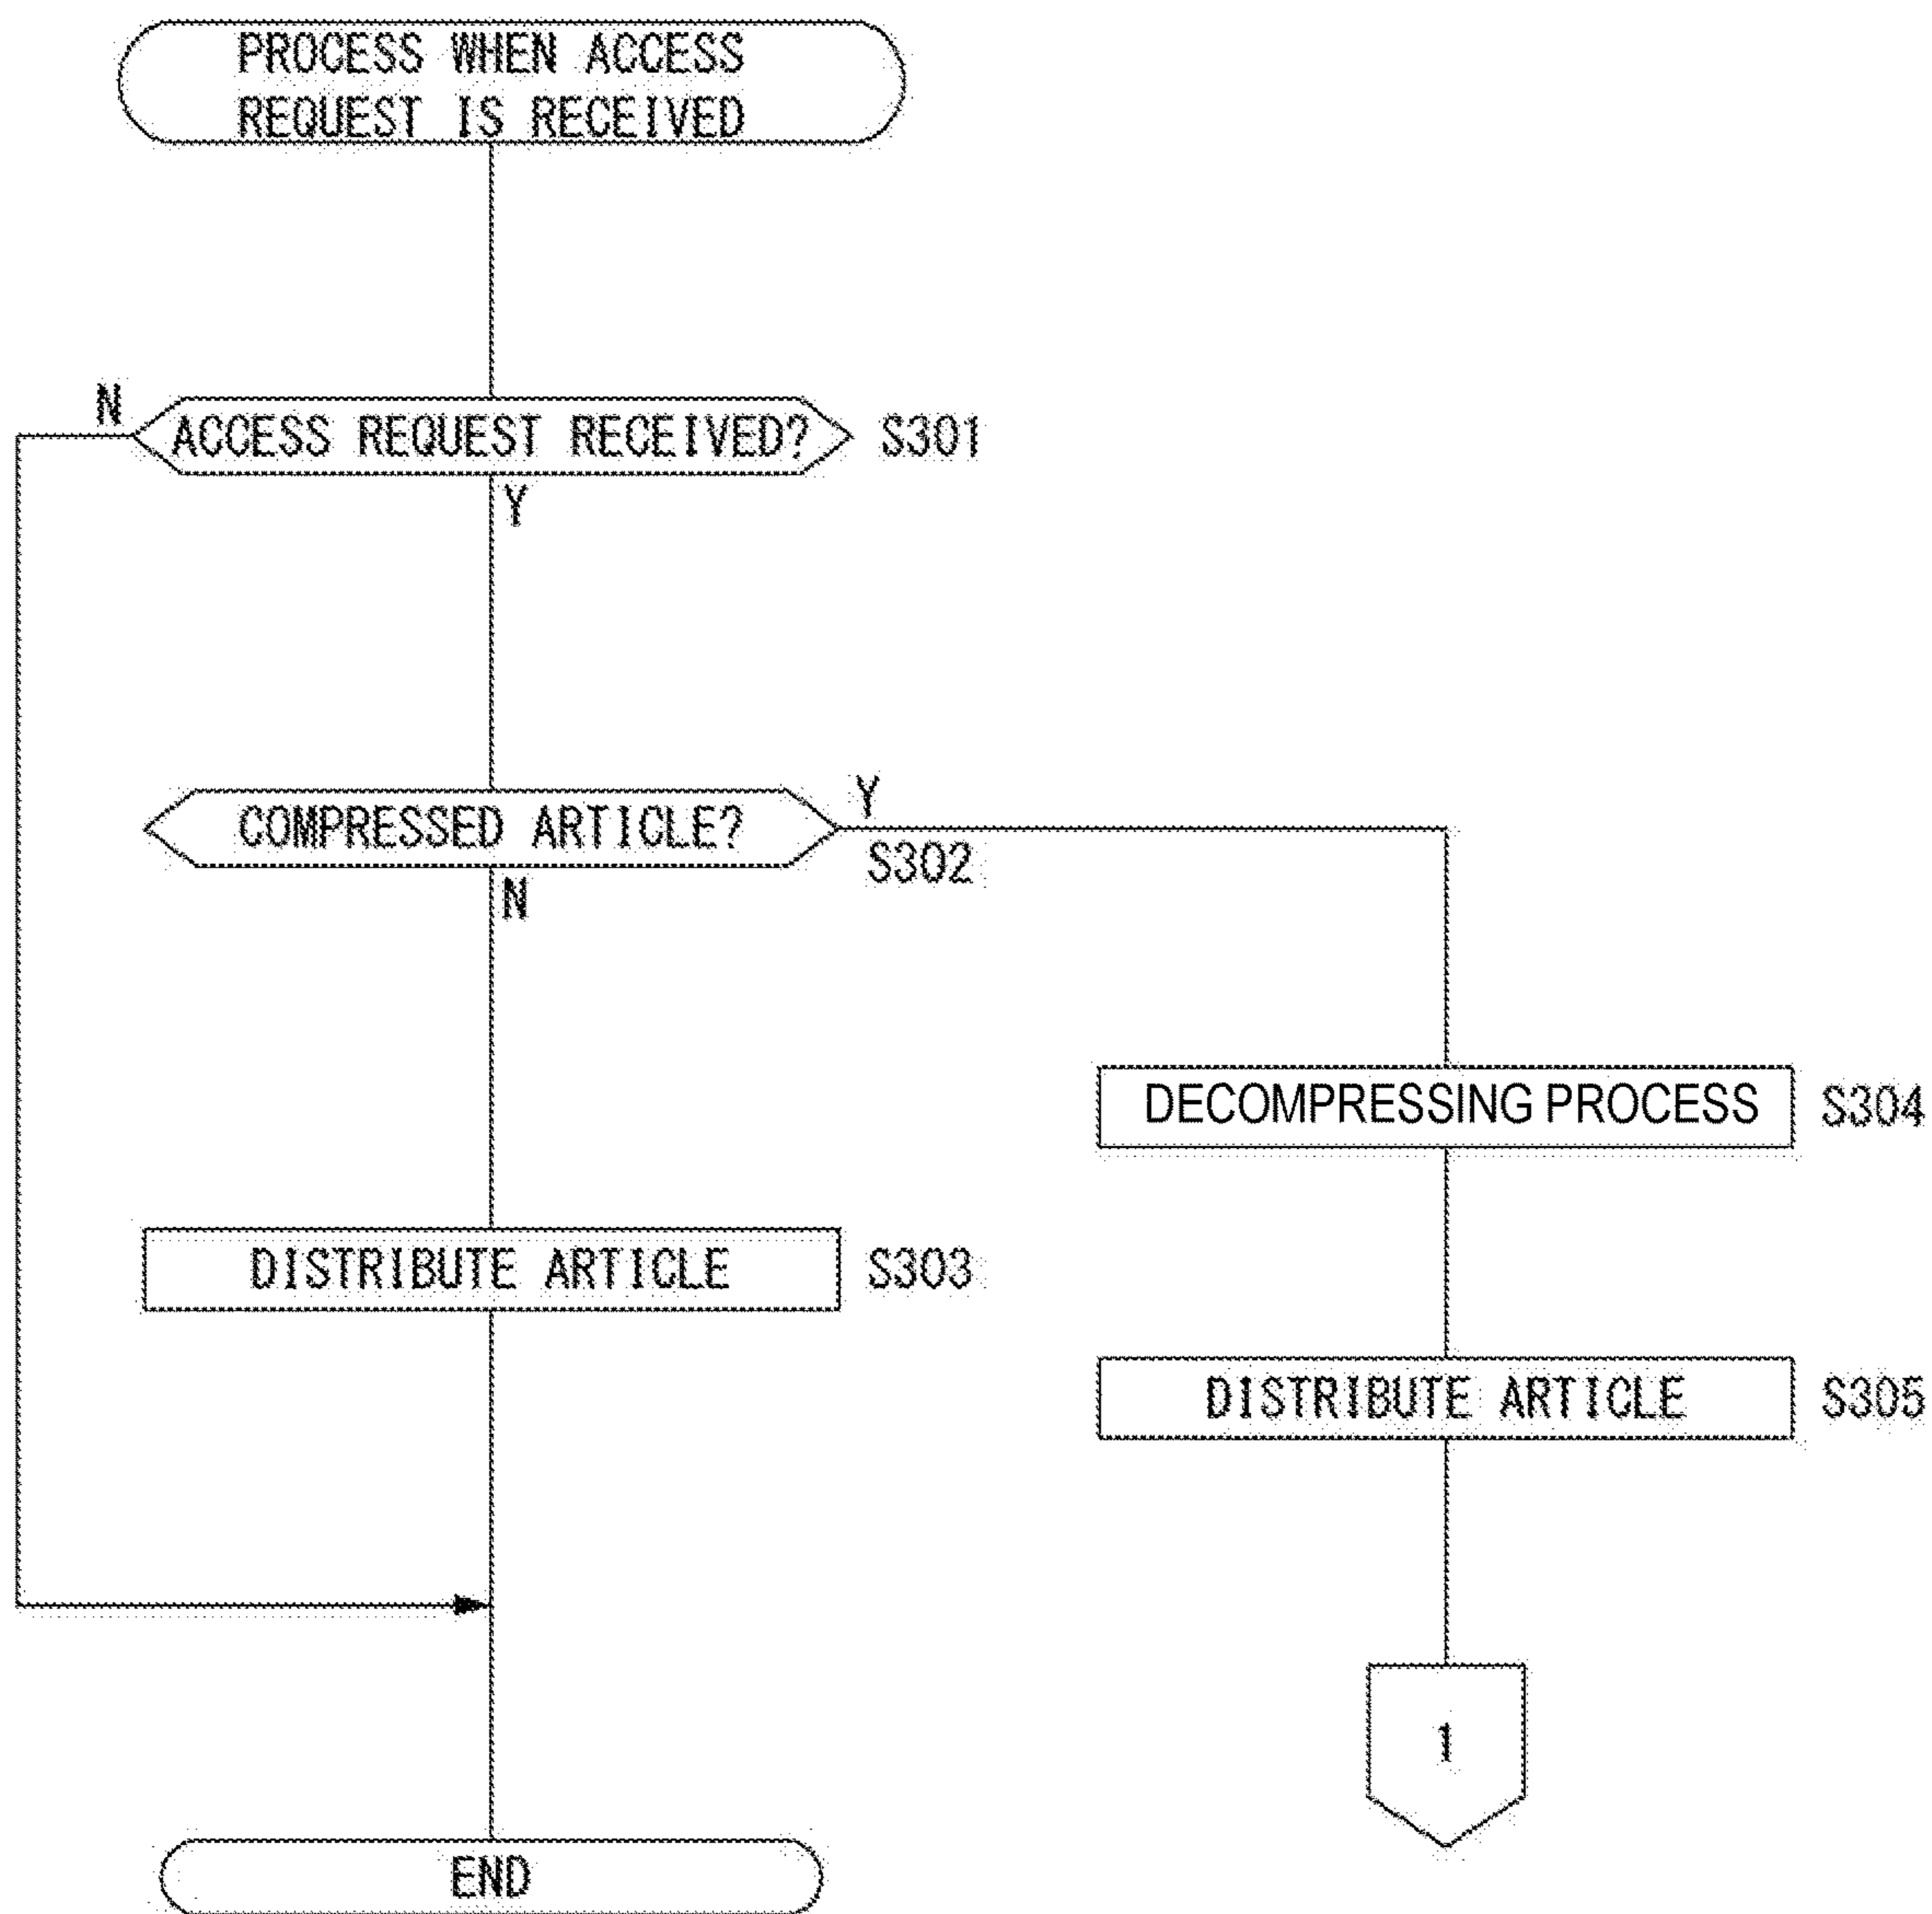 PROCESS WHEN ACCESS
REQUEST IS RECEIVED
N
ACCESS REQUEST RECEIVED?
S301
Y
COMPRESSED ARTICLE?
Y
S302
N
DECOMPRESSING PROCESS
S304
DISTRIBUTE ARTICLE
S303
DISTRIBUTE ARTICLE
S305
1
END